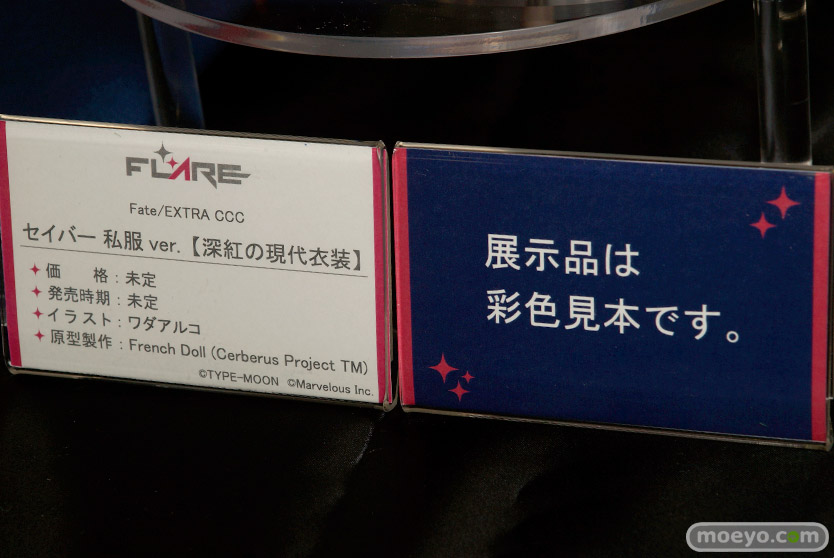 FLARE
Fate/EXTRA CCC
セイバー 私服 ver.【深紅の現代衣装】
価　　格：未定
発売時期：未定
イラスト：ワダアルコ
原型製作：French Doll (Cerberus Project TM)
©TYPE-MOON ©Marvelous Inc.
展示品は
彩色見本です。
moeyo.com